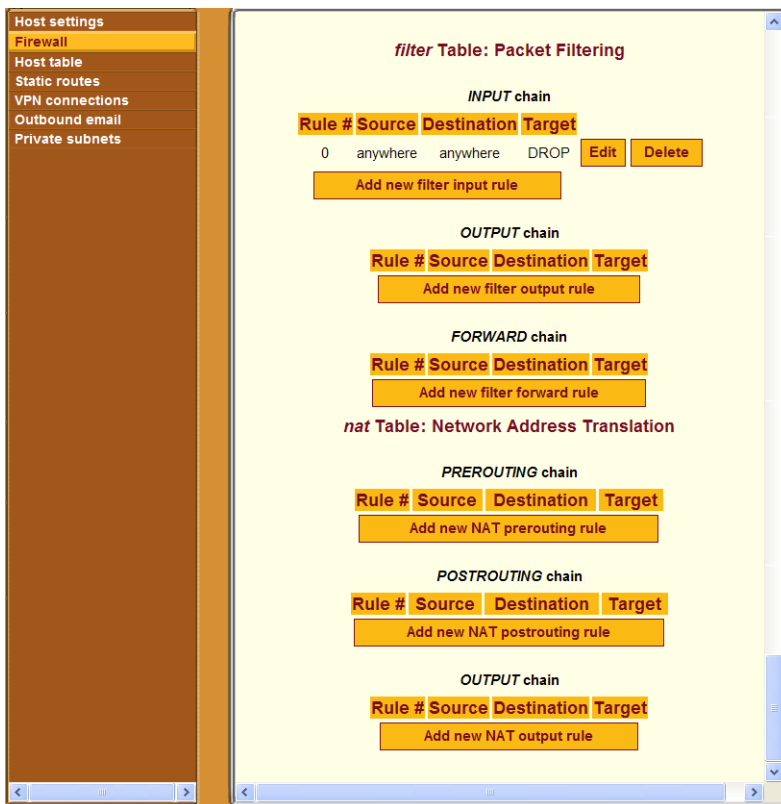 Host settings
Firewall
Host table
Static routes
VPN connections
Outbound email
Private subnets
filter Table: Packet Filtering
INPUT chain
Rule # Source Destination Target
0 anywhere anywhere DROP Edit Delete
Add new filter input rule
OUTPUT chain
Rule # Source Destination Target
Add new filter output rule
FORWARD chain
Rule # Source Destination Target
Add new filter forward rule
nat Table: Network Address Translation
PREROUTING chain
Rule # Source Destination Target
Add new NAT prerouting rule
POSTROUTING chain
Rule # Source Destination Target
Add new NAT postrouting rule
OUTPUT chain
Rule # Source Destination Target
Add new NAT output rule